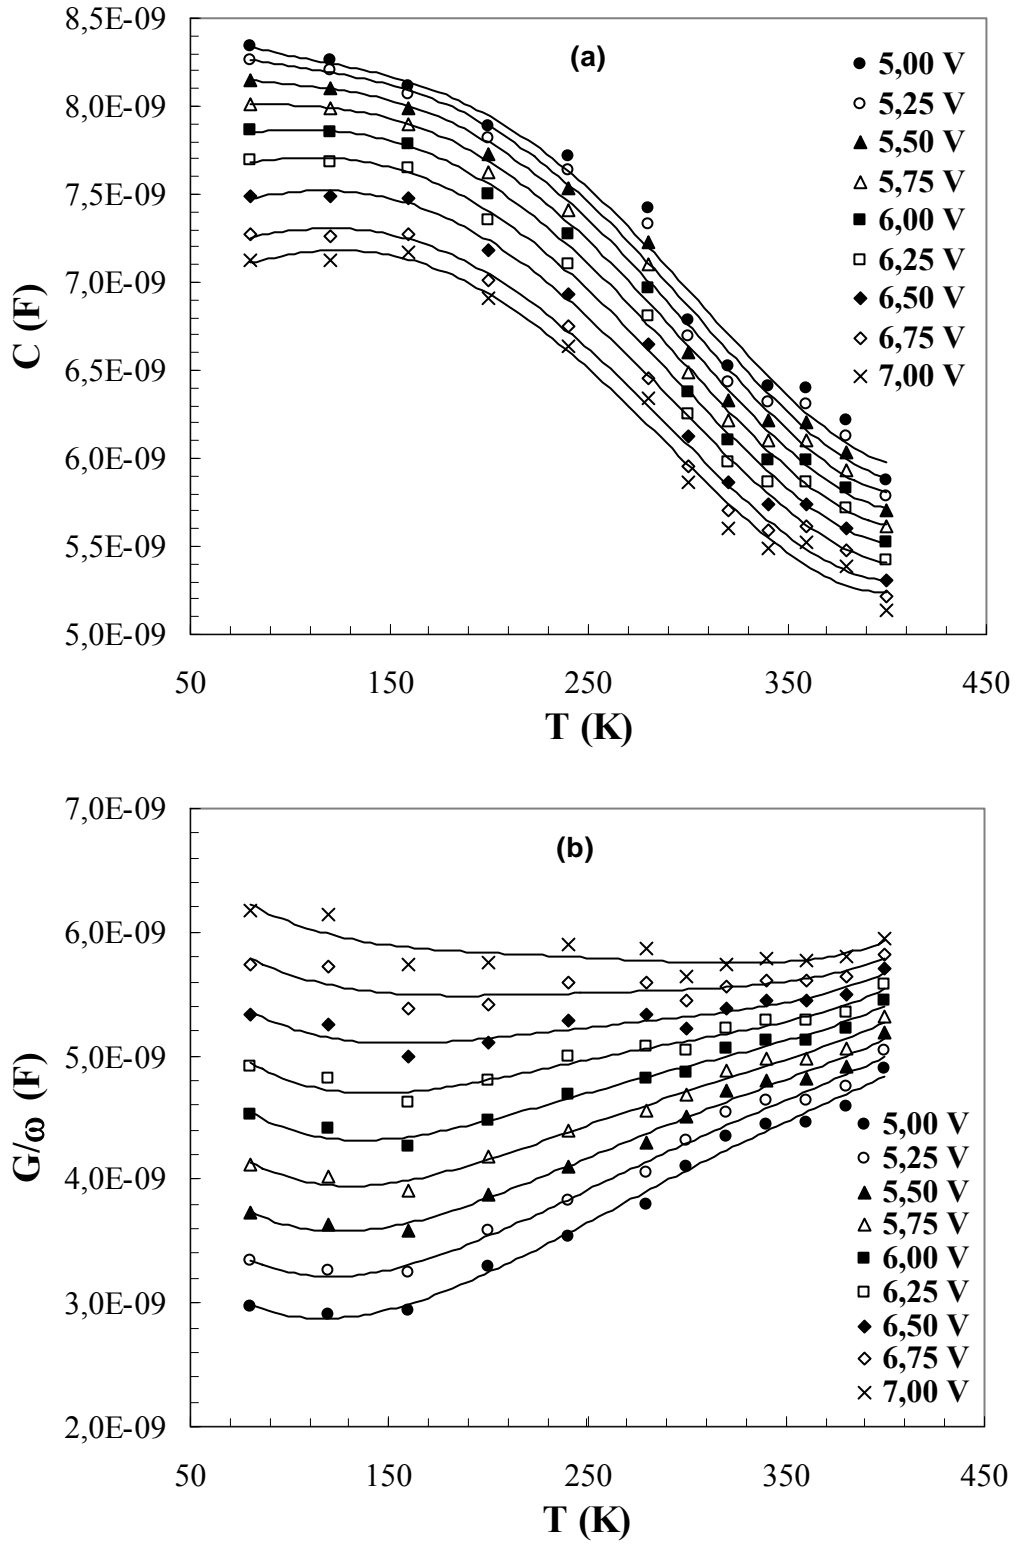 8,5E-09
(a)
5,00 V
8,0E-09
5,25 V
5,50 V
7,5E-09
5,75 V
6,00 V
7,0E-09
6,25 V
6,50 V
6,5E-09
6,75 V
7,00 V
6,0E-09
5,5E-09
5,0E-09
C (F)
50 150 250 350 450
T (K)
7,0E-09
(b)
6,0E-09
5,0E-09
4,0E-09
3,0E-09
2,0E-09
G/ω (F)
5,00 V
5,25 V
5,50 V
5,75 V
6,00 V
6,25 V
6,50 V
6,75 V
7,00 V
50 150 250 350 450
T (K)